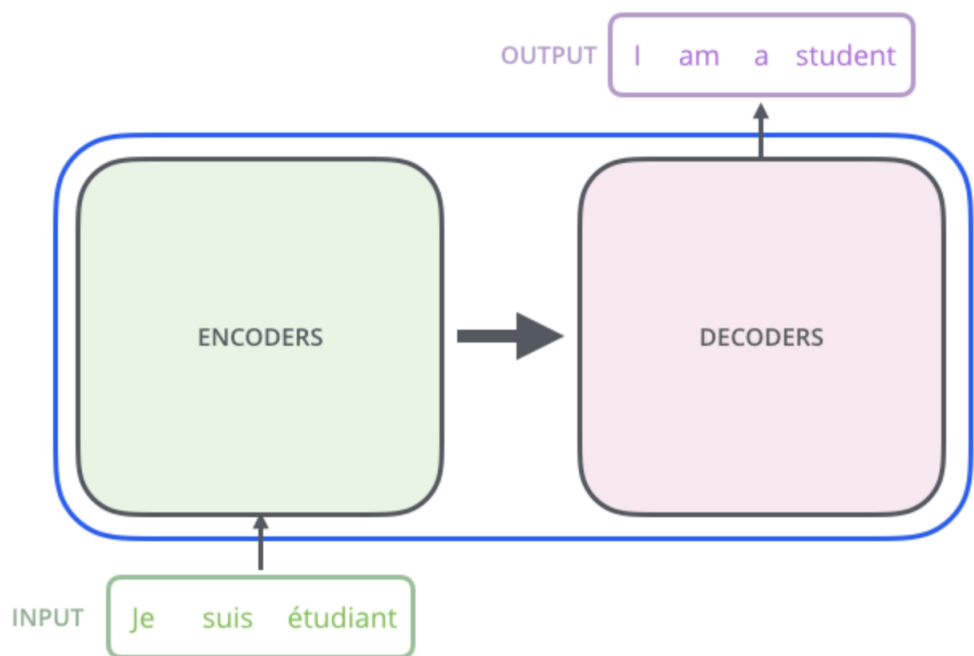 OUTPUT I am a student
ENCODERS DECODERS
INPUT Je suis étudiant